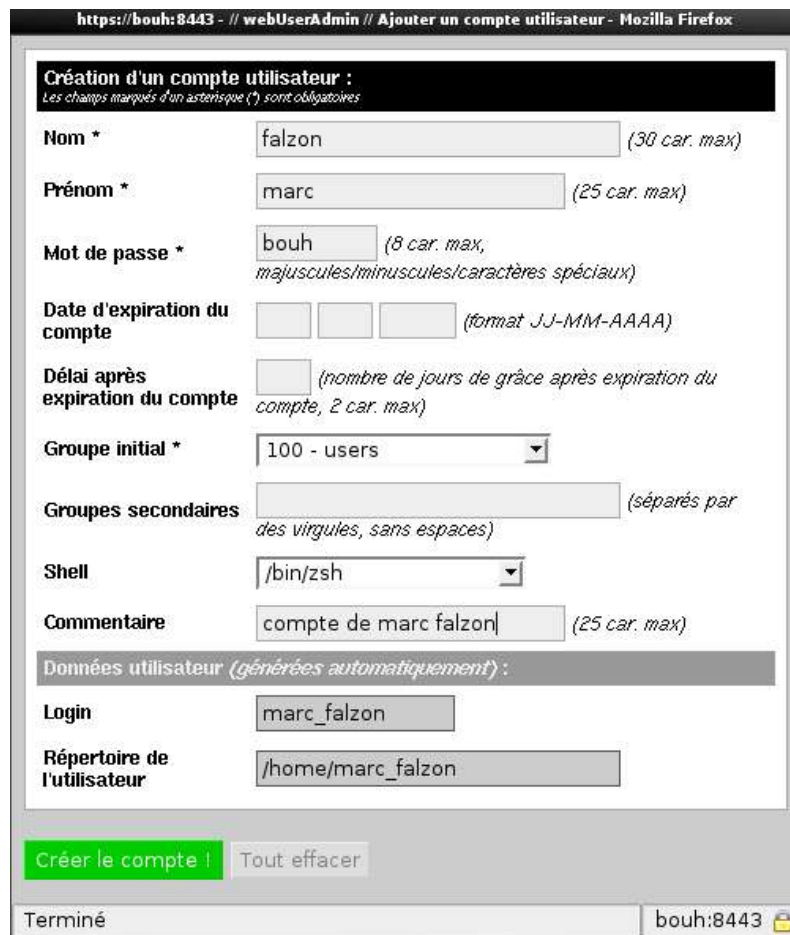 https://bouh:8443 - // webUserAdmin // Ajouter un compte utilisateur - Mozilla Firefox
Création d'un compte utilisateur :
Les champs marqués d'un asterisque (*) sont obligatoires
Nom * falzon (30 car. max)
Prénom * marc (25 car. max)
Mot de passe * bouh (8 car. max,
majuscules/minuscules/caractères spéciaux)
Date d'expiration du
compte (format JJ-MM-AAAA)
Délai après
expiration du compte (nombre de jours de grâce après expiration du
compte, 2 car. max)
Groupe initial * 100 - users
Groupes secondaires (séparés par
des virgules, sans espaces)
Shell /bin/zsh
Commentaire compte de marc falzon (25 car. max)
Données utilisateur (générées automatiquement) :
Login marc_falzon
Répertoire de
l'utilisateur /home/marc_falzon
Créer le compte ! Tout effacer
Terminé bouh:8443